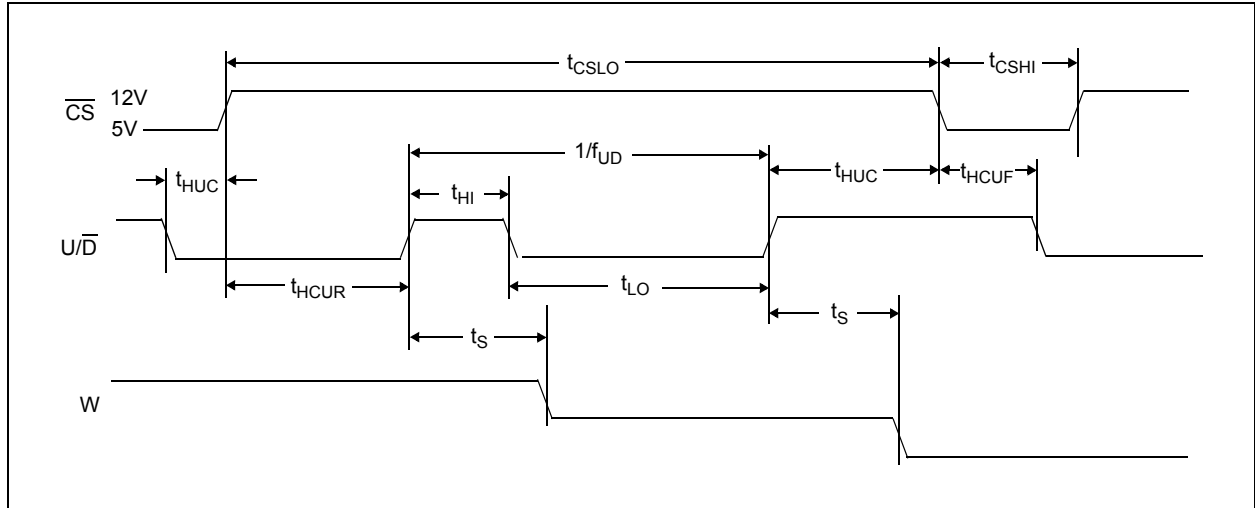 tCSLO
tCSHI
CS 12V
5V
1/fUD
tHUC
tHUC
tHCUF
tHI
U/D
tHCUR
tLO
tS
tS
W